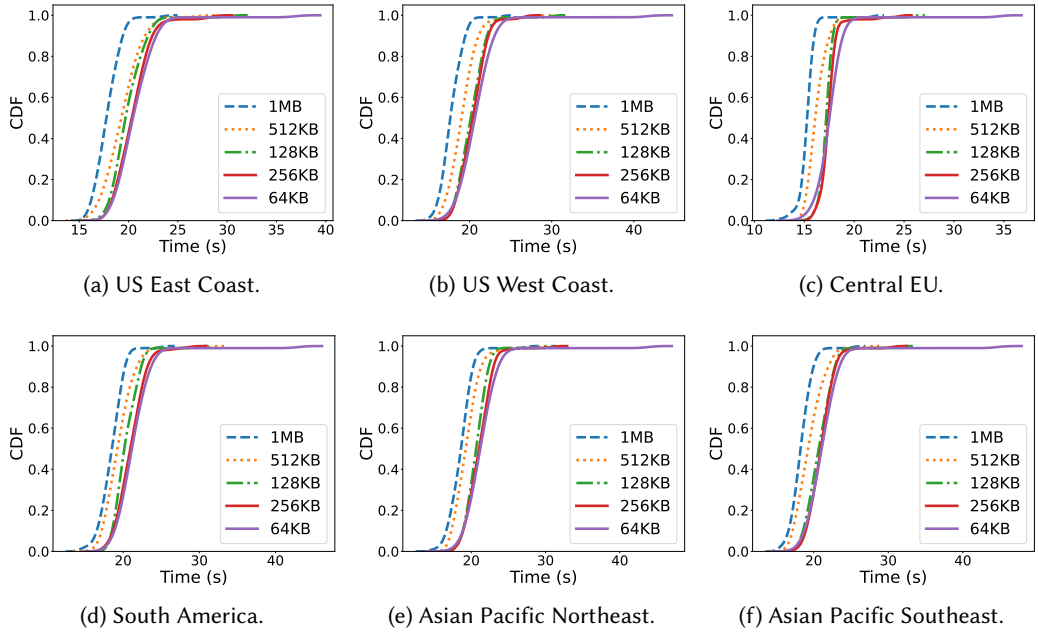 1.0
0.8
0.6
0.4
0.2
0.0
CDF
1MB
512KB
128KB
256KB
64KB
15 20 25 30 35 40
Time (s)
(a) US East Coast.
1.0
0.8
0.6
0.4
0.2
0.0
CDF
1MB
512KB
128KB
256KB
64KB
20 30 40
Time (s)
(b) US West Coast.
1.0
0.8
0.6
0.4
0.2
0.0
CDF
1MB
512KB
128KB
256KB
64KB
10 15 20 25 30 35
Time (s)
(c) Central EU.
1.0
0.8
0.6
0.4
0.2
0.0
CDF
1MB
512KB
128KB
256KB
64KB
20 30 40
Time (s)
(d) South America.
1.0
0.8
0.6
0.4
0.2
0.0
CDF
1MB
512KB
128KB
256KB
64KB
20 30 40
Time (s)
(e) Asian Pacific Northeast.
1.0
0.8
0.6
0.4
0.2
0.0
CDF
1MB
512KB
128KB
256KB
64KB
20 30 40
Time (s)
(f) Asian Pacific Southeast.